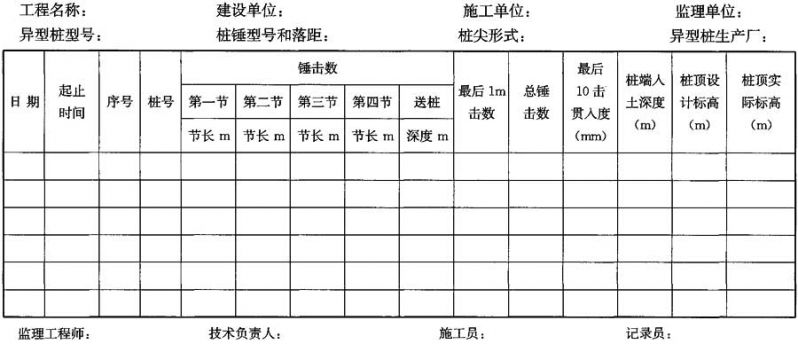 工程名称： 建设单位： 施工单位： 监理单位：
异型桩型号： 桩锤型号和落距： 桩尖形式： 异型桩生产厂：
日期 起止时间 序号 桩号 锤击数 最后1m击数 总锤击数 最后10击贯入度（mm） 桩端入土深度（m） 桩顶设计标高（m） 桩顶实际标高（m）
第一节 第二节 第三节 第四节 送桩
节长 m 节长 m 节长 m 节长 m 深度 m
监理工程师： 技术负责人： 施工员： 记录员：